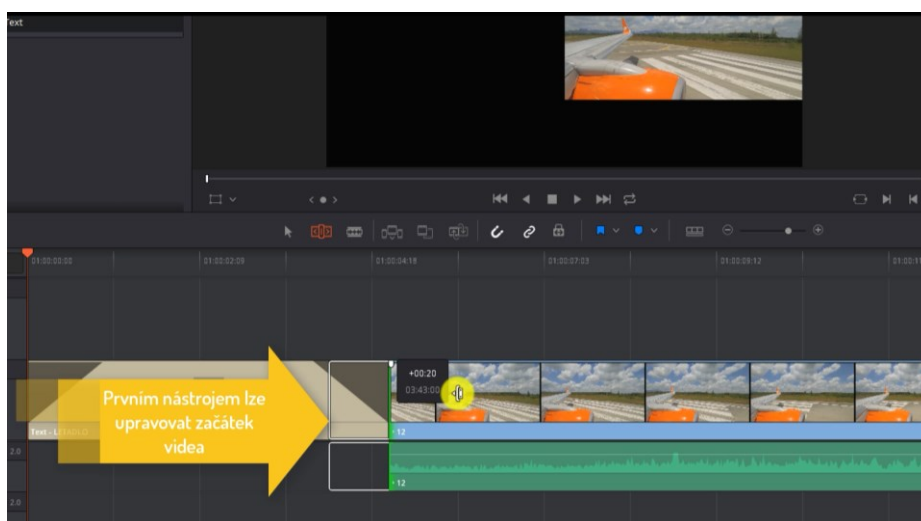 Text
01:00:00:00
01:00:02:09
01:00:04:18
01:00:07:03
01:00:09:12
+00:20
03:43:00
Prvním nástrojem lze
upravovat začátek
videa
Text -
• 12
2.0
• 12
2.0